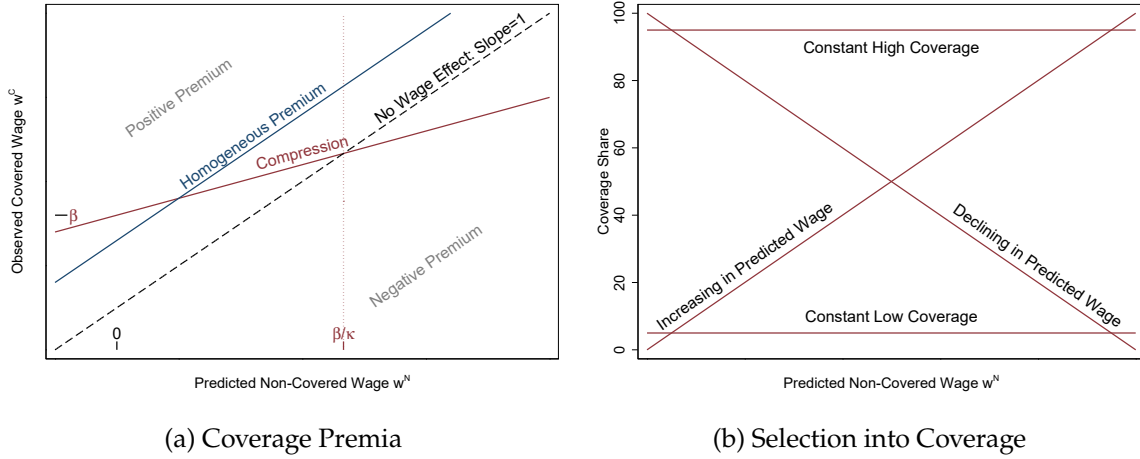 Observed Covered Wage w^C
Positive Premium
Homogeneous Premium
No Wage Effect: Slope=1
Compression
β
Negative Premium
0
β/κ
Predicted Non-Covered Wage w^N
(a) Coverage Premia
Coverage Share
100
80
60
40
20
0
Constant High Coverage
Increasing in Predicted Wage
Declining in Predicted Wage
Constant Low Coverage
Predicted Non-Covered Wage w^N
(b) Selection into Coverage